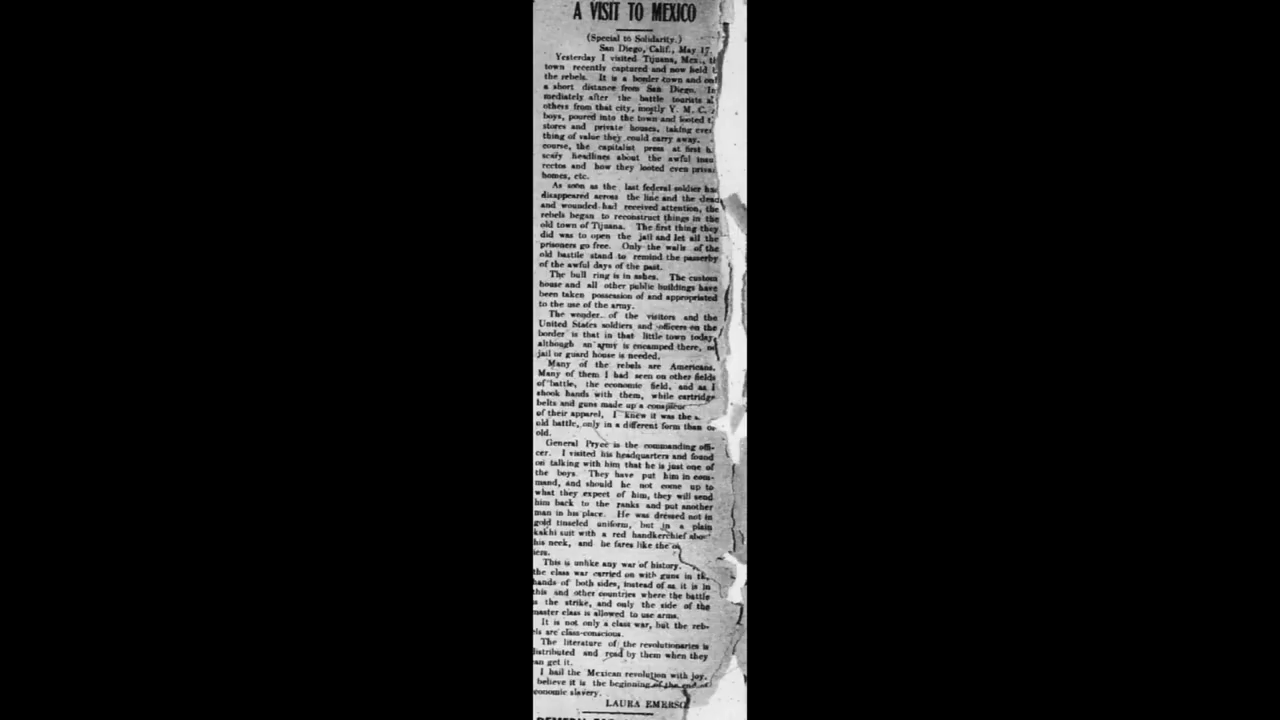 A VISIT TO MEXICO
(Special to Solidarity.)
San Diego, Calif., May 17.
Yesterday I visited Tijuana, Mex., t
town recently captured and now held
the rebels. It is a border town and onl
a short distance from San Diego. Im
mediately after the battle tourists a
others from that city, mostly Y. M. C.
boys, poured into the town and looted t
stores and private houses, taking ever
thing of value they could carry away.
course, the capitalist press at first h
scary headlines about the awful insu
rectos and how they looted even priva
homes, etc.
As soon as the last federal soldier ha
disappeared across the line and the dead
and wounded had received attention, the
rebels began to reconstruct things in the
old town of Tijuana. The first thing they
did was to open the jail and let all the
prisoners go free. Only the walls of the
old bastile stand to remind the passerby
of the awful days of the past.
The bull ring is in ashes. The custom
house and all other public buildings have
been taken possession of and appropriated
to the use of the army.
The wonder of the visitors and the
United States soldiers and officers on the
border is that in that little town today,
although an army is encamped there, no
jail or guard house is needed.
Many of the rebels are Americans.
Many of them I had seen on other fields
of battle, the economic field, and as I
shook hands with them, while cartridge
belts and guns made up a conspicuo
of their apparel, I knew it was the
old battle, only in a different form than of
old.
General Pryce is the commanding offi-
cer. I visited his headquarters and found
on talking with him that he is just one of
the boys. They have put him in com-
mand, and should he not come up to
what they expect of him, they will send
him back to the ranks and put another
man in his place. He was dressed not in
gold tinseled uniform, but in a plain
kakhi suit with a red handkerchief about
his neck, and he fares like the o
iers.
This is unlike any war of history.
the class war carried on with guns in th
hands of both sides, instead of as it is in
this and other countries where the battle
is the strike, and only the side of the
master class is allowed to use arms.
It is not only a class war, but the reb-
els are class-conscious.
The literature of the revolutionaries is
distributed and read by them when they
can get it.
I hail the Mexican revolution with joy.
believe it is the beginning of the end of
economic slavery.
LAURA EMERSO